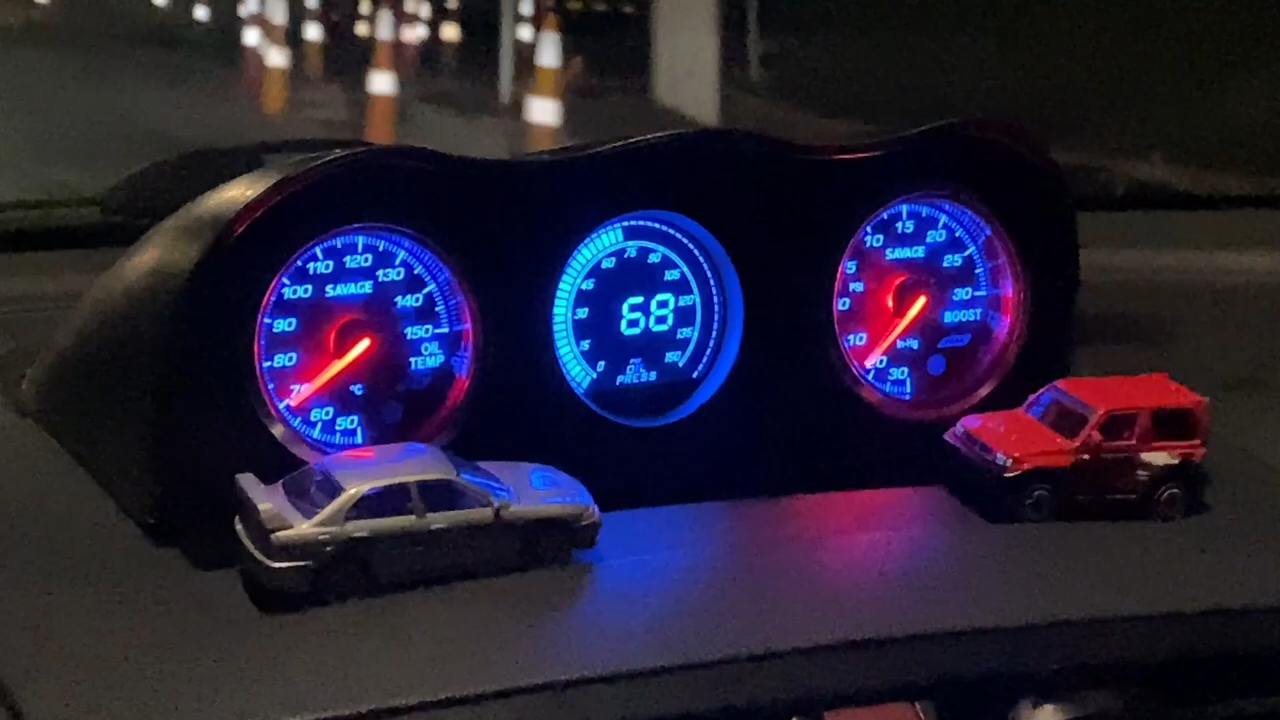 110 120 130
100 SAVAGE 140
90 150
80 OIL
TEMP
70 °C
60 50
75
60 90
45 105
30 68 120
15 135
0 150
OIL
PRESS
15
10 20
SAVAGE
5 25
PSI
0 30
BOOST
10 In-Hg
20
30